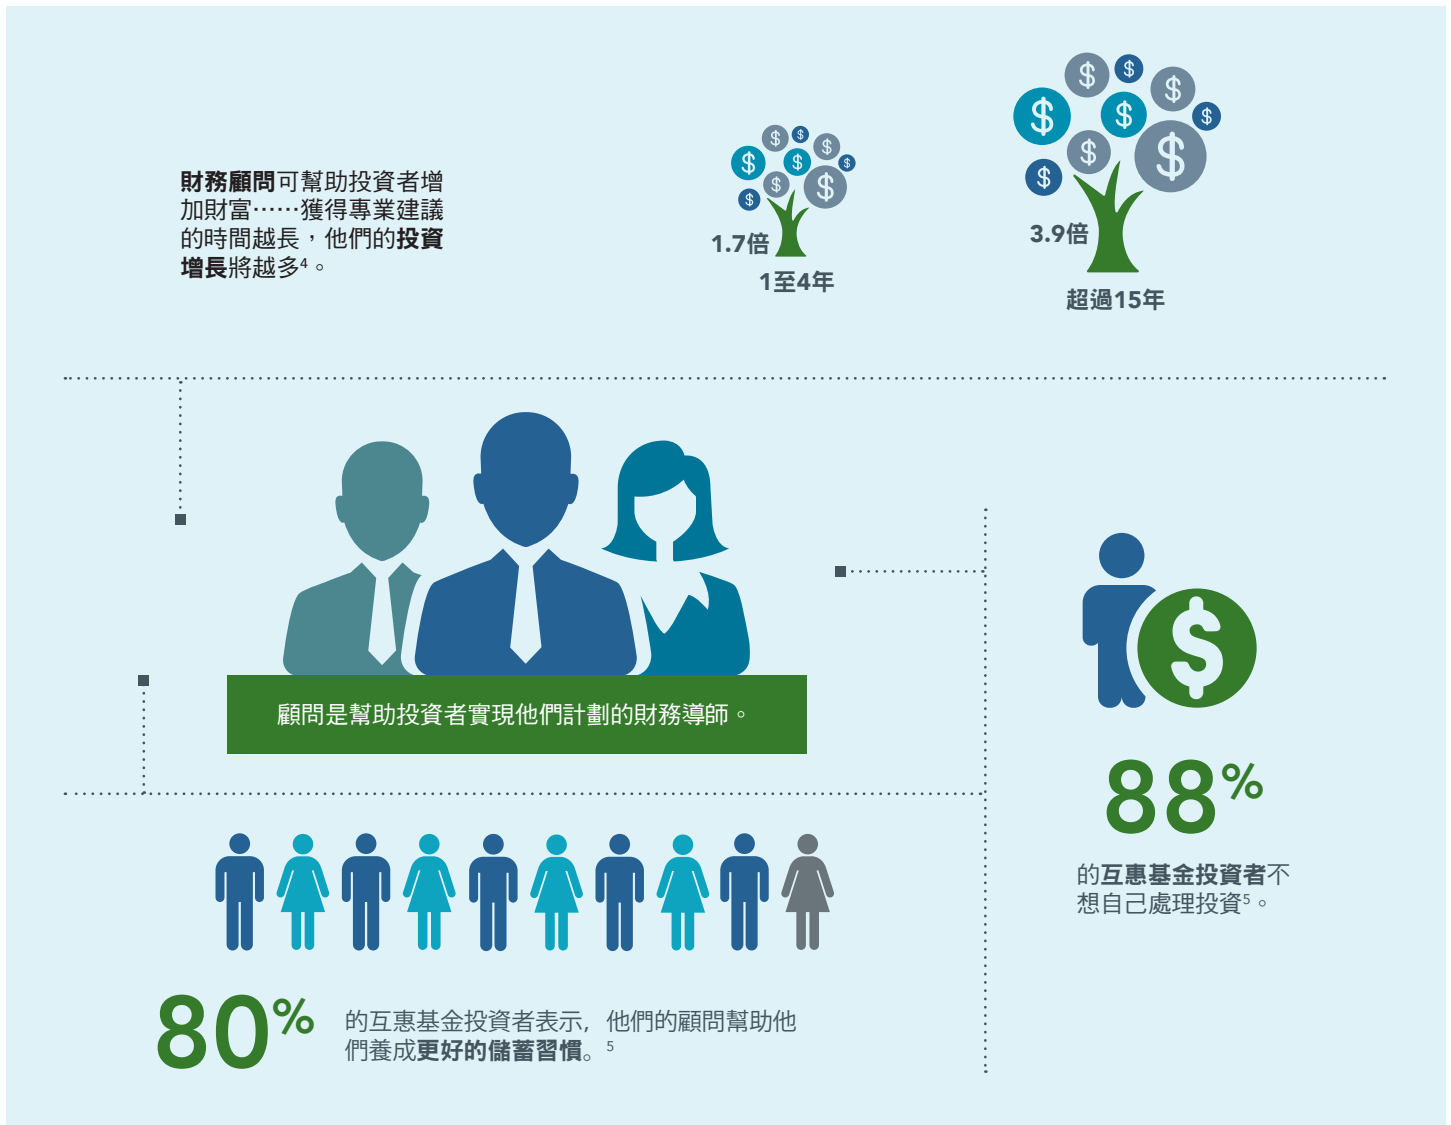 財務顧問可幫助投資者增
加財富……獲得專業建議
的時間越長，他們的投資
增長將越多4。
1.7倍
1至4年
3.9倍
超過15年
顧問是幫助投資者實現他們計劃的財務導師。
88%
的互惠基金投資者不
想自己處理投資5。
80%
的互惠基金投資者表示，他們的顧問幫助他
們養成更好的儲蓄習慣。5